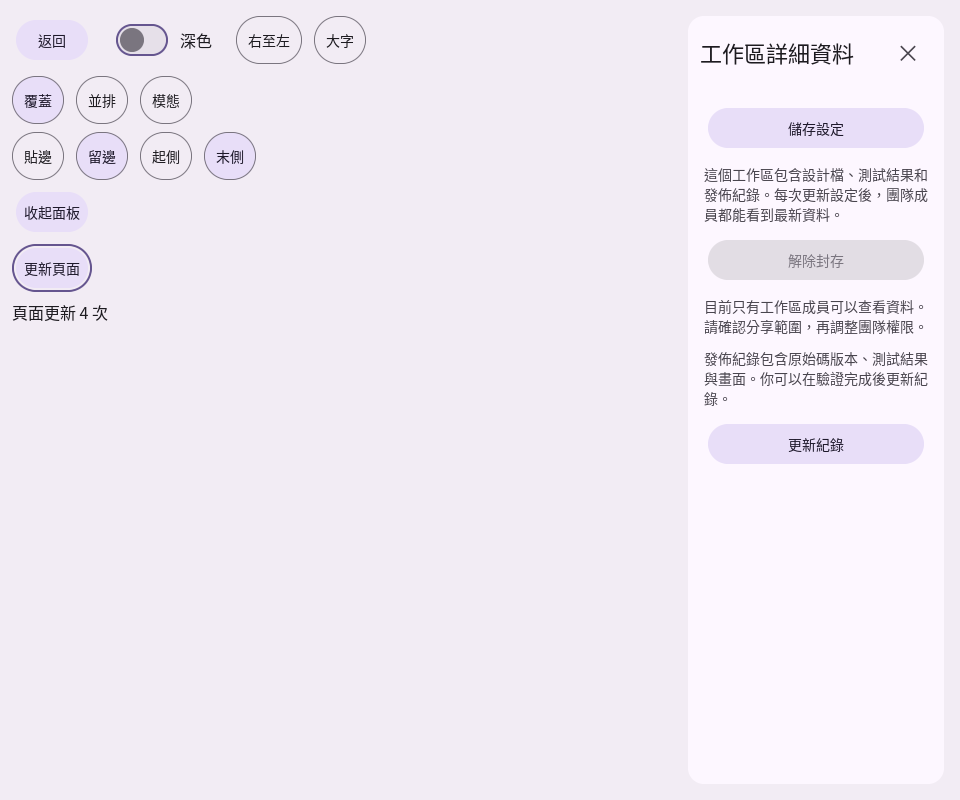 返回 深色 右至左 大字
覆蓋 並排 模態
貼邊 留邊 起側 末側
收起面板
更新頁面
頁面更新 4 次
工作區詳細資料
儲存設定
這個工作區包含設計檔、測試結果和
發佈紀錄。每次更新設定後，團隊成
員都能看到最新資料。
解除封存
目前只有工作區成員可以查看資料。
請確認分享範圍，再調整團隊權限。
發佈紀錄包含原始碼版本、測試結果
與畫面。你可以在驗證完成後更新紀
錄。
更新紀錄